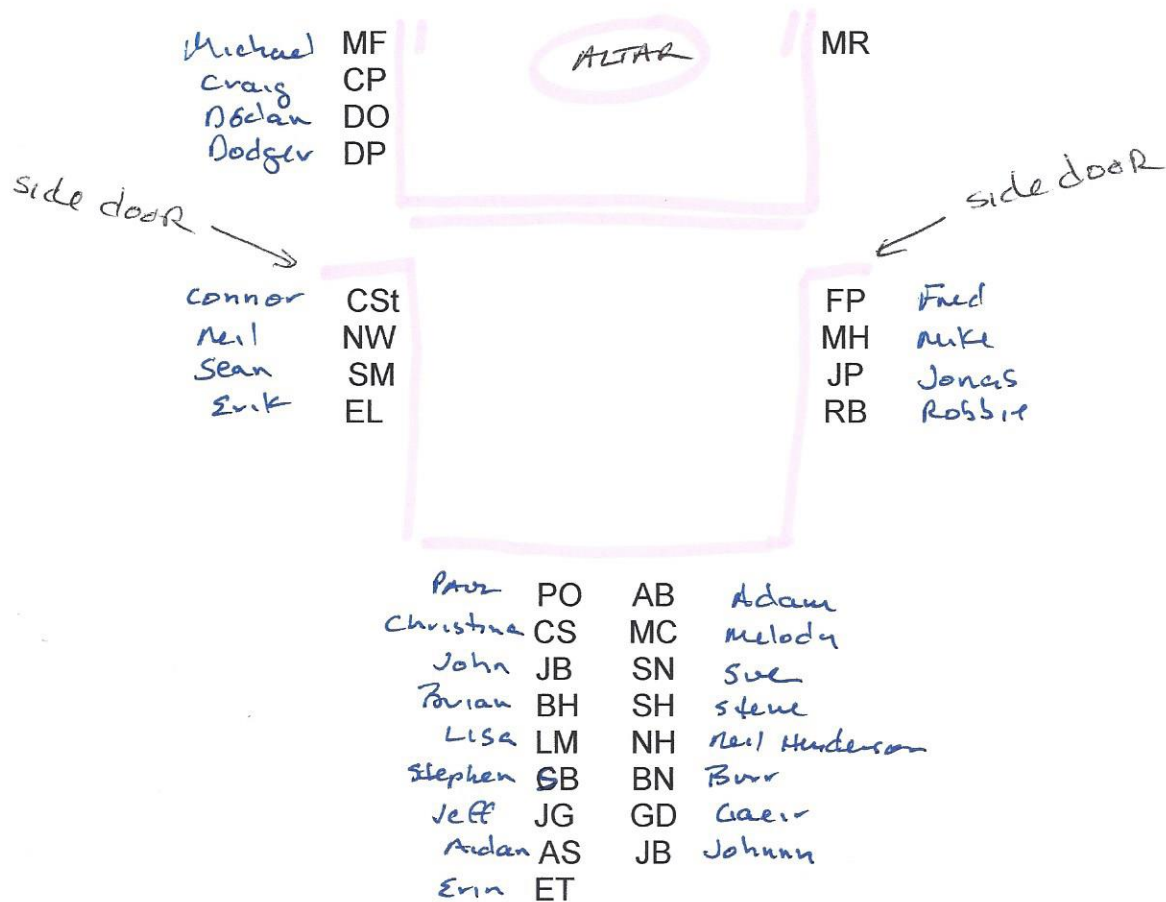 Michael MF ALTAR MR
Craig CP
Déclan DO
Dodger DP
side dooR side dooR
Connor CSt FP Fred
Neil NW MH Mike
Sean SM JP Jonas
Erik EL RB Robbie
PAUL PO AB Adam
Christina CS MC Melody
John JB SN Sue
Brian BH SH Steve
Lisa LM NH Neil Henderson
Stephen SB BN Burr
Jeff JG GD Gaeir
Aidan AS JB Johnny
Erin ET